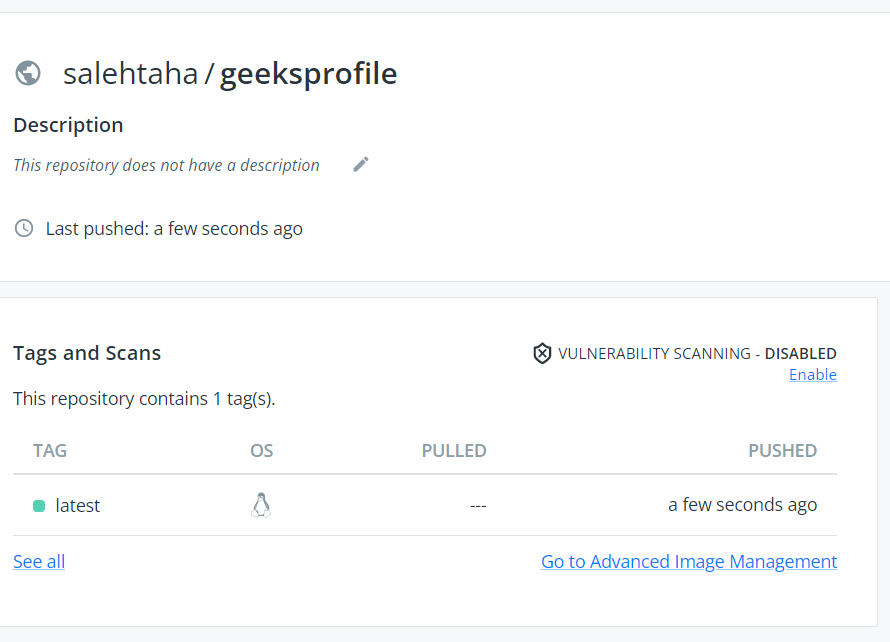 salehtaha / geeksprofile
Description
This repository does not have a description
Last pushed: a few seconds ago
Tags and Scans
VULNERABILITY SCANNING - DISABLED
Enable
This repository contains 1 tag(s).
TAG OS PULLED PUSHED
latest --- a few seconds ago
See all Go to Advanced Image Management